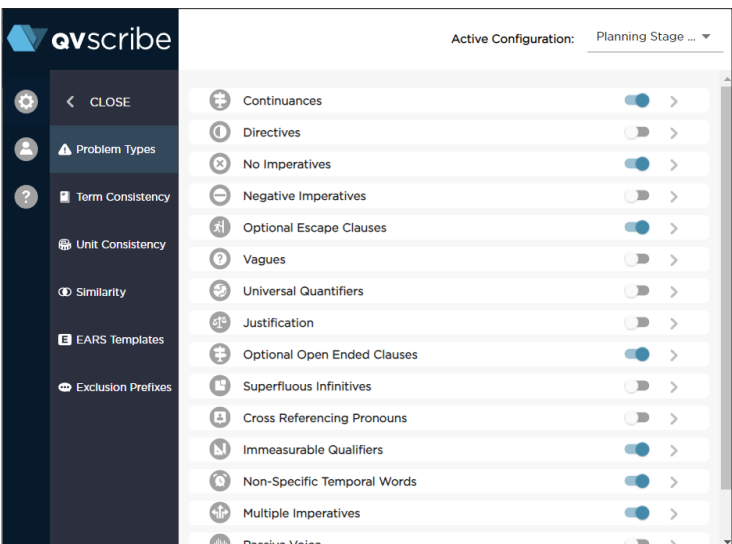 QVscribe
Active Configuration: Planning Stage ...
CLOSE
Problem Types
Term Consistency
Unit Consistency
Similarity
E EARS Templates
Exclusion Prefixes
Continuances
Directives
No Imperatives
Negative Imperatives
Optional Escape Clauses
Vagues
Universal Quantifiers
Justification
Optional Open Ended Clauses
Superfluous Infinitives
Cross Referencing Pronouns
Immeasurable Qualifiers
Non-Specific Temporal Words
Multiple Imperatives
Passive Voice